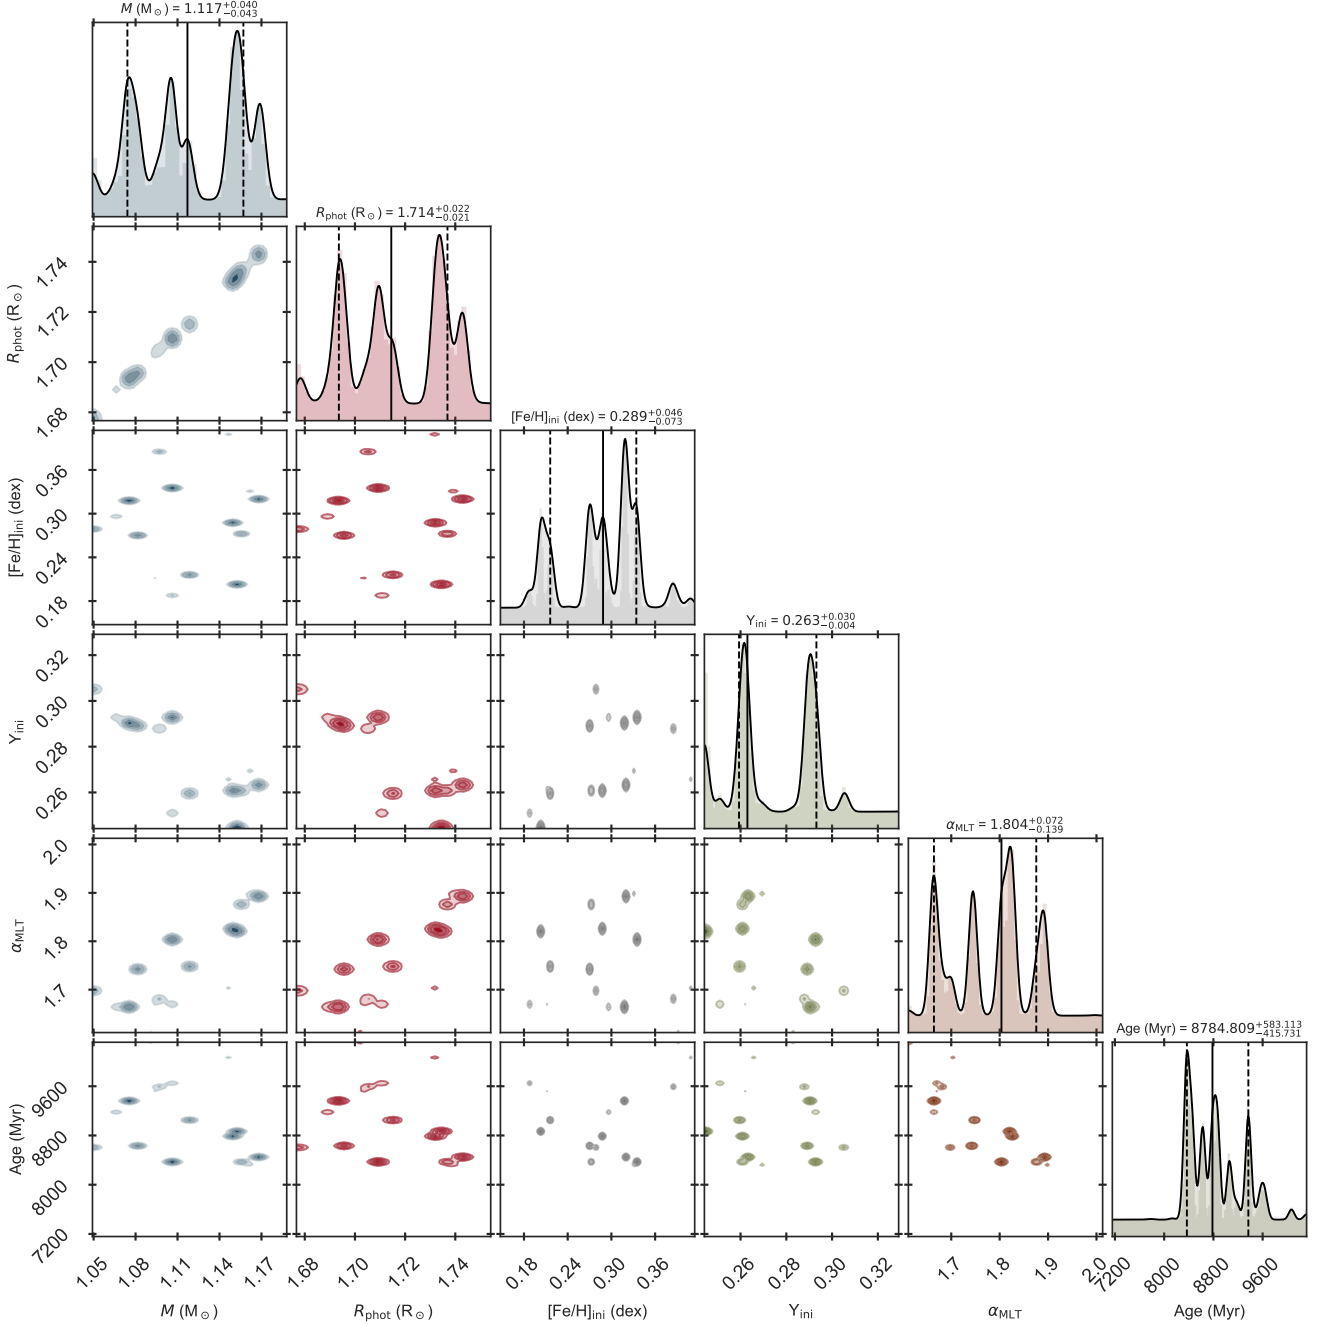 M (M⊙) = 1.117 +0.040 −0.043
Rphot (R⊙) = 1.714 +0.022 −0.021
1.74
1.72
1.70
1.68
Rphot (R⊙)
[Fe/H]ini (dex) = 0.289 +0.046 −0.073
0.36
0.30
0.24
0.18
[Fe/H]ini (dex)
Yini = 0.263 +0.030 −0.004
0.32
0.30
0.28
0.26
Yini
αMLT = 1.804 +0.072 −0.139
2.0
1.9
1.8
1.7
αMLT
Age (Myr) = 8784.809 +583.113 −415.731
9600
8800
8000
7200
Age (Myr)
1.05 1.08 1.11 1.14 1.17
1.68 1.70 1.72 1.74
0.18 0.24 0.30 0.36
0.26 0.28 0.30 0.32
1.7 1.8 1.9 2.0
7200 8000 8800 9600
M (M⊙) Rphot (R⊙) [Fe/H]ini (dex) Yini αMLT Age (Myr)